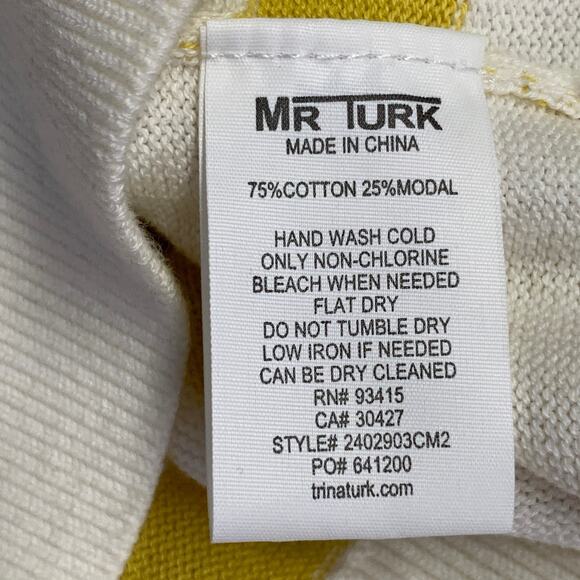 MR TURK
MADE IN CHINA
75%COTTON 25%MODAL
HAND WASH COLD
ONLY NON-CHLORINE
BLEACH WHEN NEEDED
FLAT DRY
DO NOT TUMBLE DRY
LOW IRON IF NEEDED
CAN BE DRY CLEANED
RN# 93415
CA# 30427
STYLE# 2402903CM2
PO# 641200
trinaturk.com